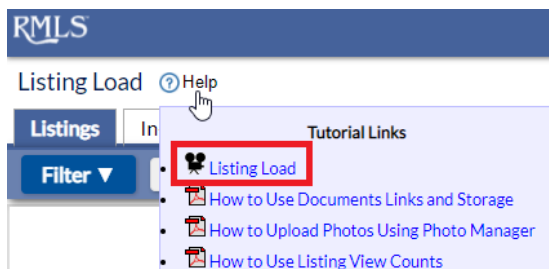 RMLS
Listing Load ? Help
Listings In
Tutorial Links
Filter ▼
• Listing Load
• How to Use Documents Links and Storage
• How to Upload Photos Using Photo Manager
• How to Use Listing View Counts